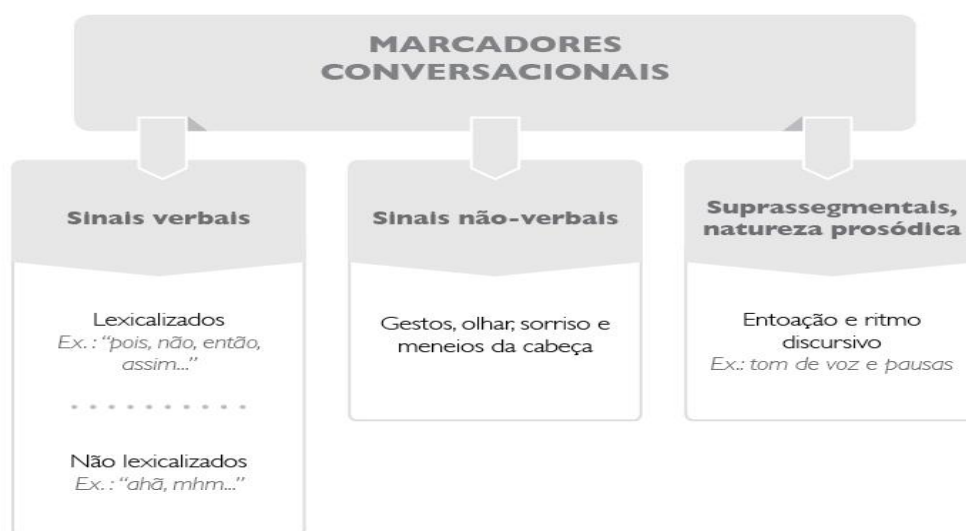 MARCADORES
CONVERSACIONAIS
Sinais verbais
Lexicalizados
Ex.: “pois, não, então,
assim...”
Não lexicalizados
Ex.: “ahã, mhm...”
Sinais não-verbais
Gestos, olhar, sorriso e
meneios da cabeça
Suprassegmentais,
natureza prosódica
Entoação e ritmo
discursivo
Ex.: tom de voz e pausas